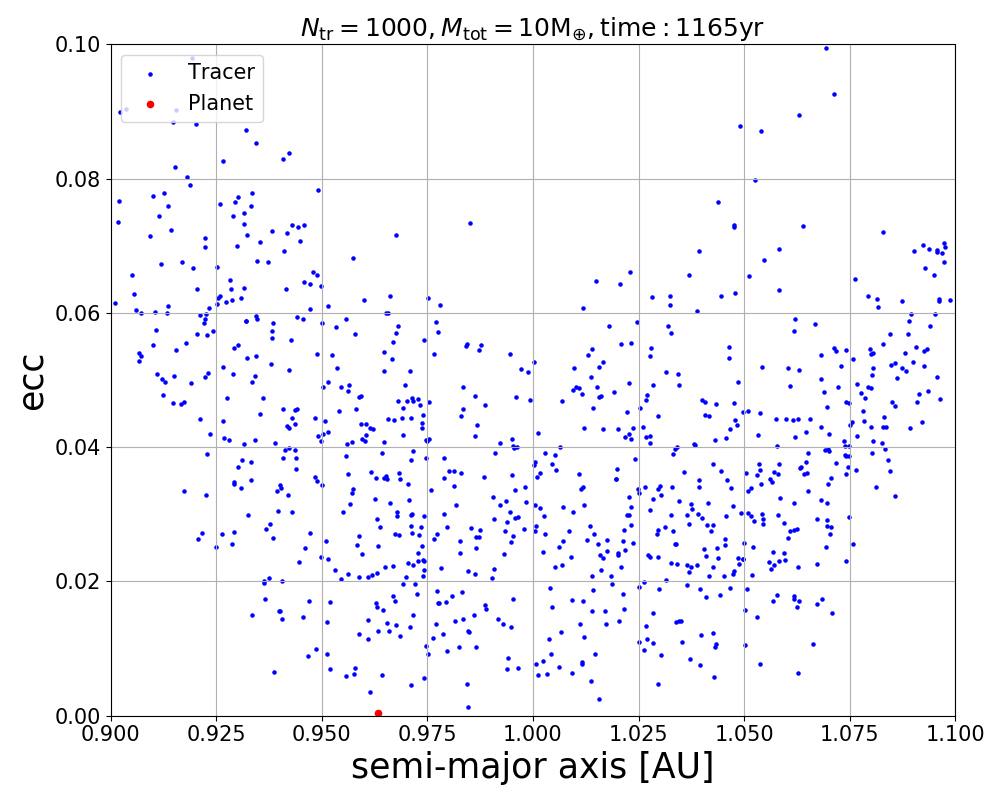 N_tr = 1000, M_tot = 10M_⊕, time : 1165yr
0.10
Tracer
Planet
0.08
0.06
0.04
0.02
0.00
ecc
0.900 0.925 0.950 0.975 1.000 1.025 1.050 1.075 1.100
semi-major axis [AU]